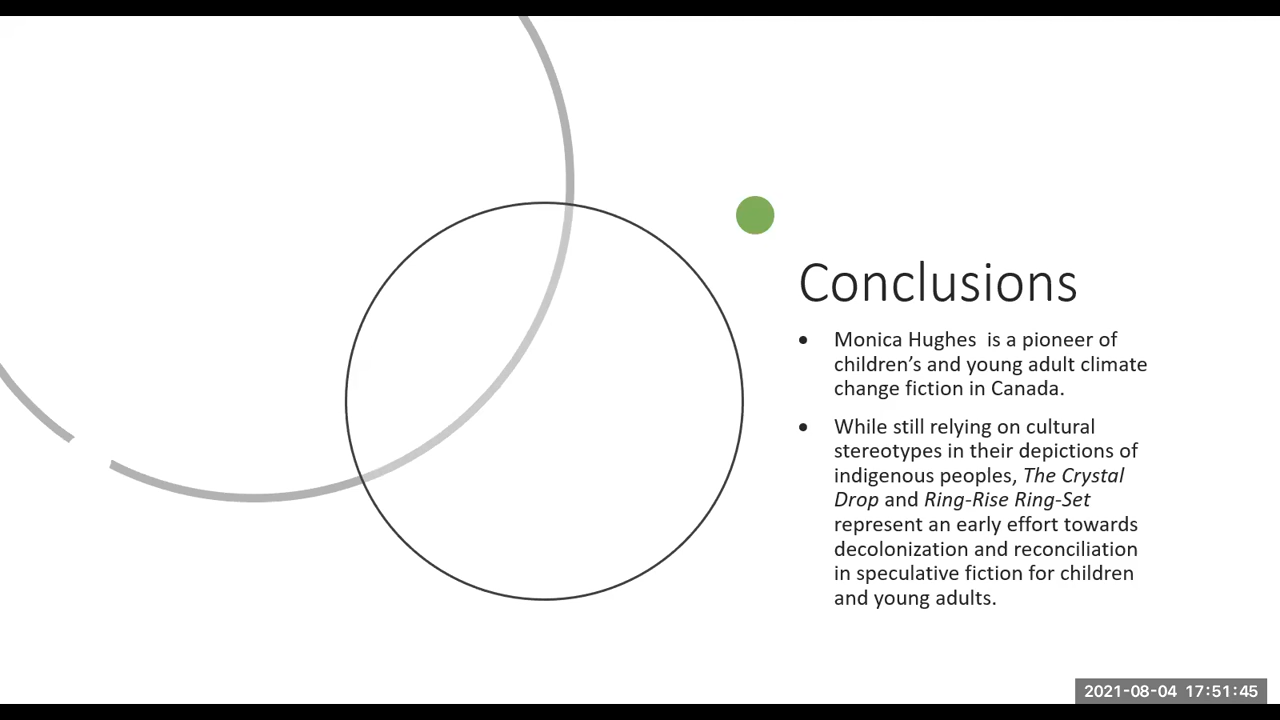 Conclusions
• Monica Hughes  is a pioneer of
children’s and young adult climate
change fiction in Canada.
• While still relying on cultural
stereotypes in their depictions of
indigenous peoples, The Crystal
Drop and Ring-Rise Ring-Set
represent an early effort towards
decolonization and reconciliation
in speculative fiction for children
and young adults.
2021-08-04 17:51:45